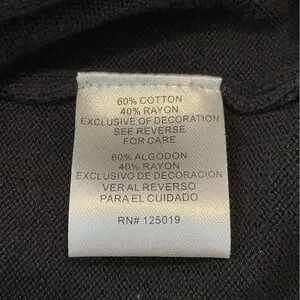 60% COTTON
40% RAYON
EXCLUSIVE OF DECORATION
SEE REVERSE
FOR CARE
60% ALGODON
40% RAYON
EXCLUSIVO DE DECORACION
VER AL REVERSO
PARA EL CUIDADO
RN# 125019